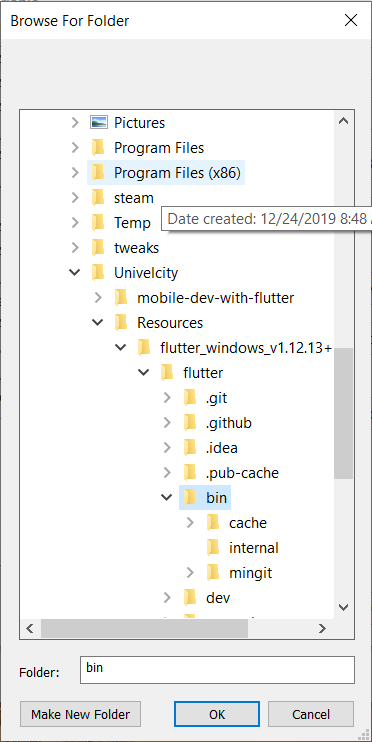 Browse For Folder
Pictures
Program Files
Program Files (x86)
steam
Temp
Date created: 12/24/2019 8:48
tweaks
Univelcity
mobile-dev-with-flutter
Resources
flutter_windows_v1.12.13+
flutter
.git
.github
.idea
.pub-cache
bin
cache
internal
mingit
dev
Folder:
bin
Make New Folder
OK
Cancel